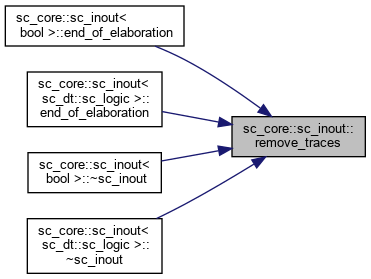 sc_core::sc_inout<
bool >::end_of_elaboration
sc_core::sc_inout<
sc_dt::sc_logic >::
end_of_elaboration
sc_core::sc_inout::
remove_traces
sc_core::sc_inout<
bool >::~sc_inout
sc_core::sc_inout<
sc_dt::sc_logic >::
~sc_inout